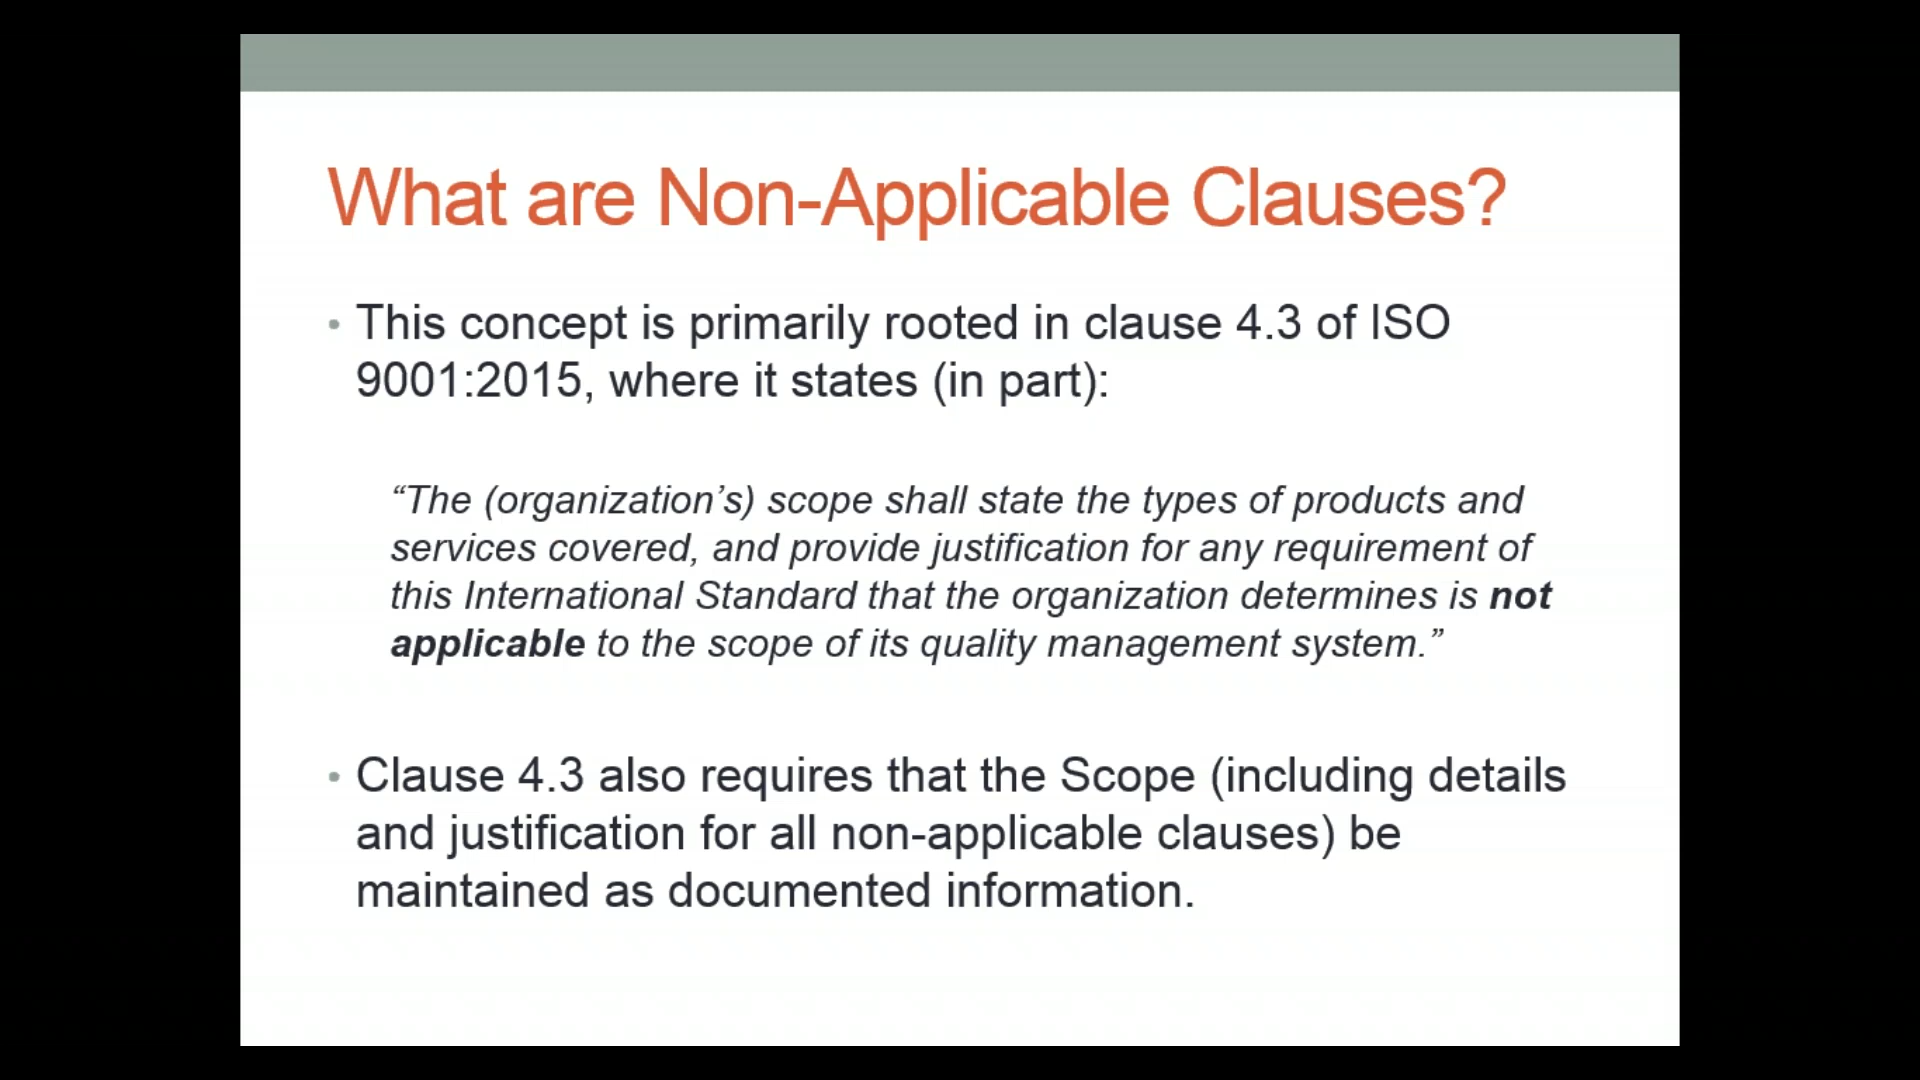 What are Non-Applicable Clauses?
• This concept is primarily rooted in clause 4.3 of ISO
9001:2015, where it states (in part):
“The (organization’s) scope shall state the types of products and
services covered, and provide justification for any requirement of
this International Standard that the organization determines is not
applicable to the scope of its quality management system.”
• Clause 4.3 also requires that the Scope (including details
and justification for all non-applicable clauses) be
maintained as documented information.